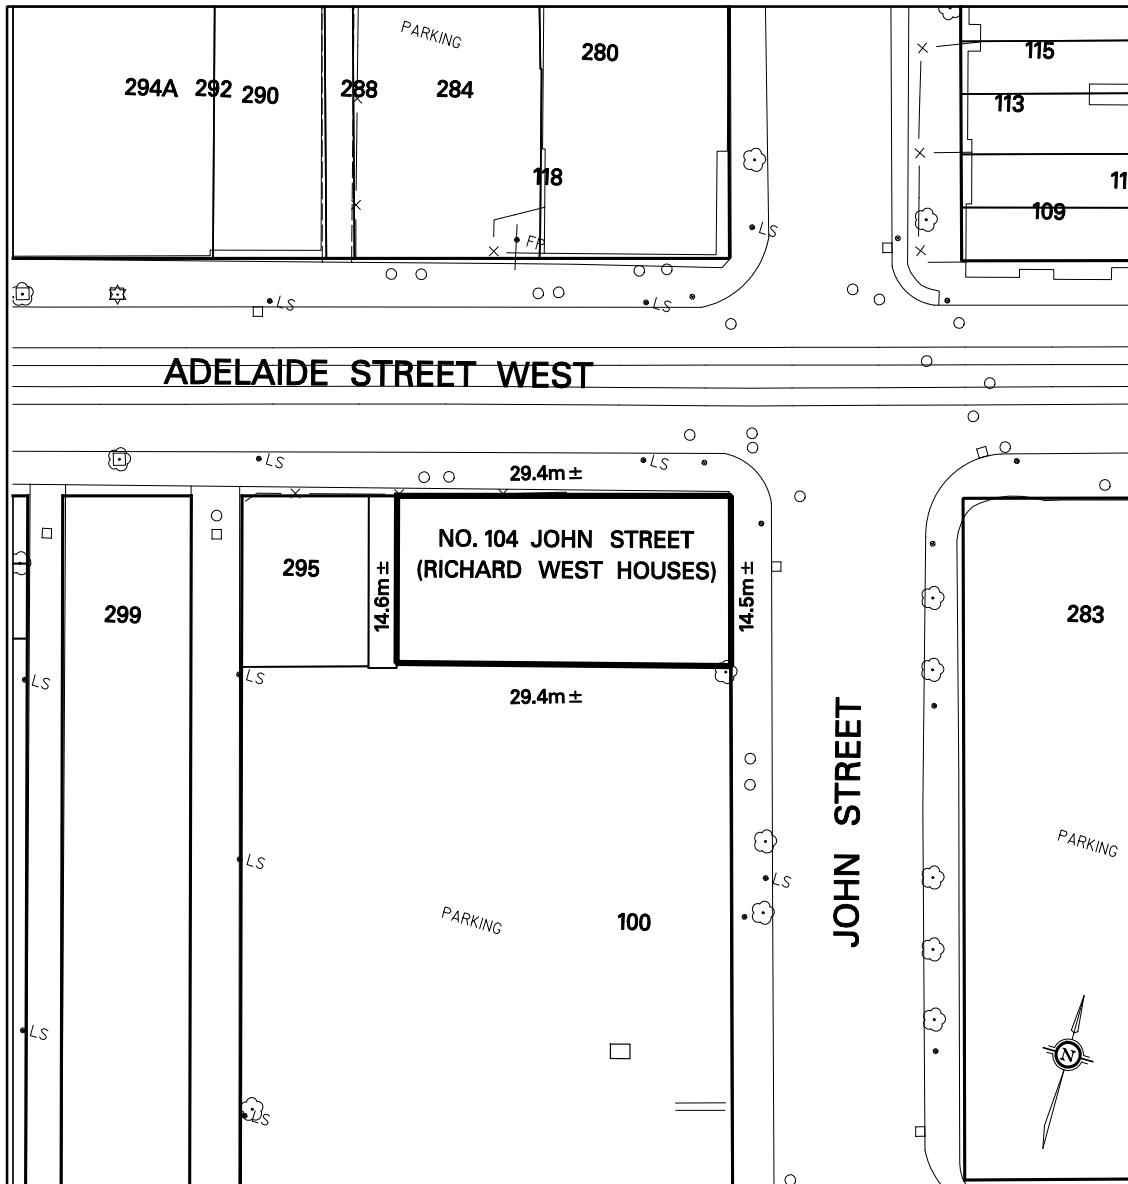 PARKING
280
115
294A 292 290 288 284
113
118
11
109
LS
FP
LS
LS
ADELAIDE STREET WEST
LS
LS
29.4m ±
NO. 104 JOHN STREET
(RICHARD WEST HOUSES)
295
14.6m ±
14.5m ±
299
283
LS
LS
29.4m ±
JOHN STREET
PARKING
LS
LS
PARKING
100
LS
N
LS